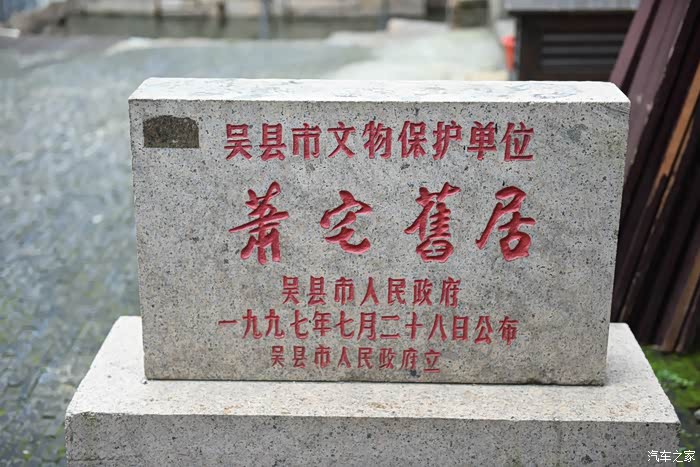 吴县市文物保护单位
萧宅舊居
吴县市人民政府
一九九七年七月二十八日公布
吴县市人民政府立
汽车之家